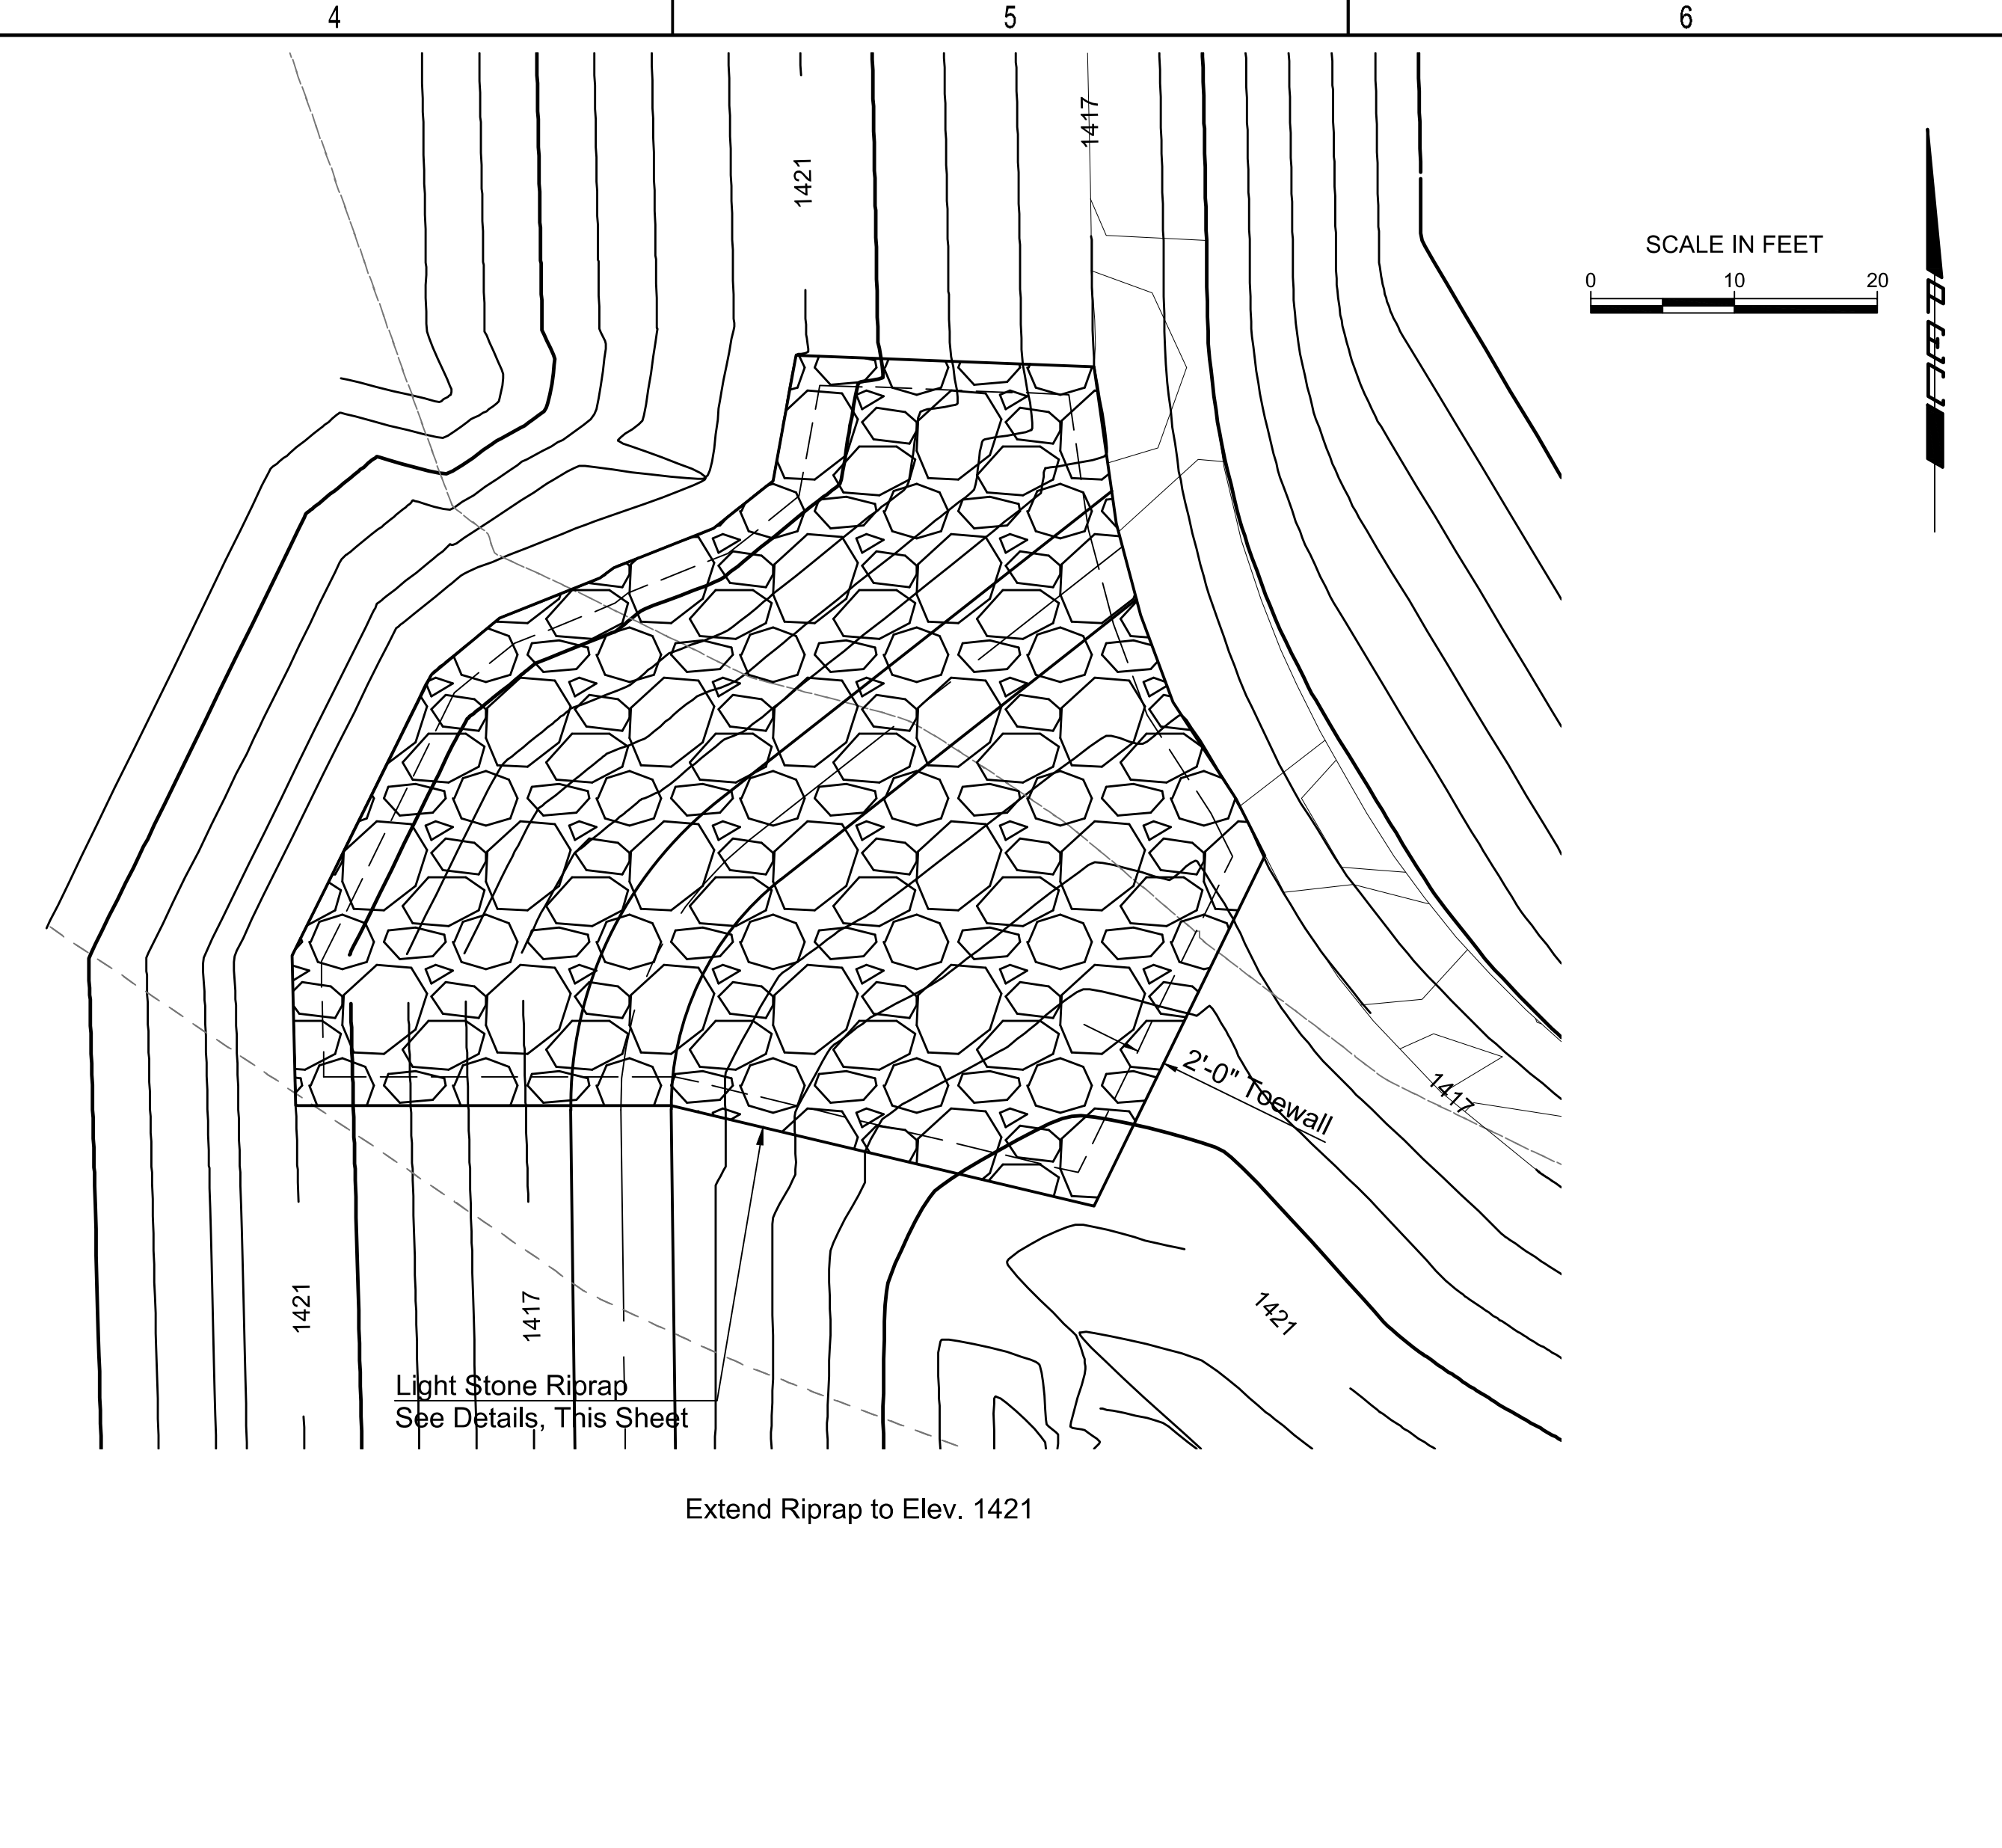 4
5
6
1417
1421
SCALE IN FEET
0 10 20
2'-0" Toewall
1417
1421
1417
1421
Light Stone Riprap
See Details, This Sheet
Extend Riprap to Elev. 1421